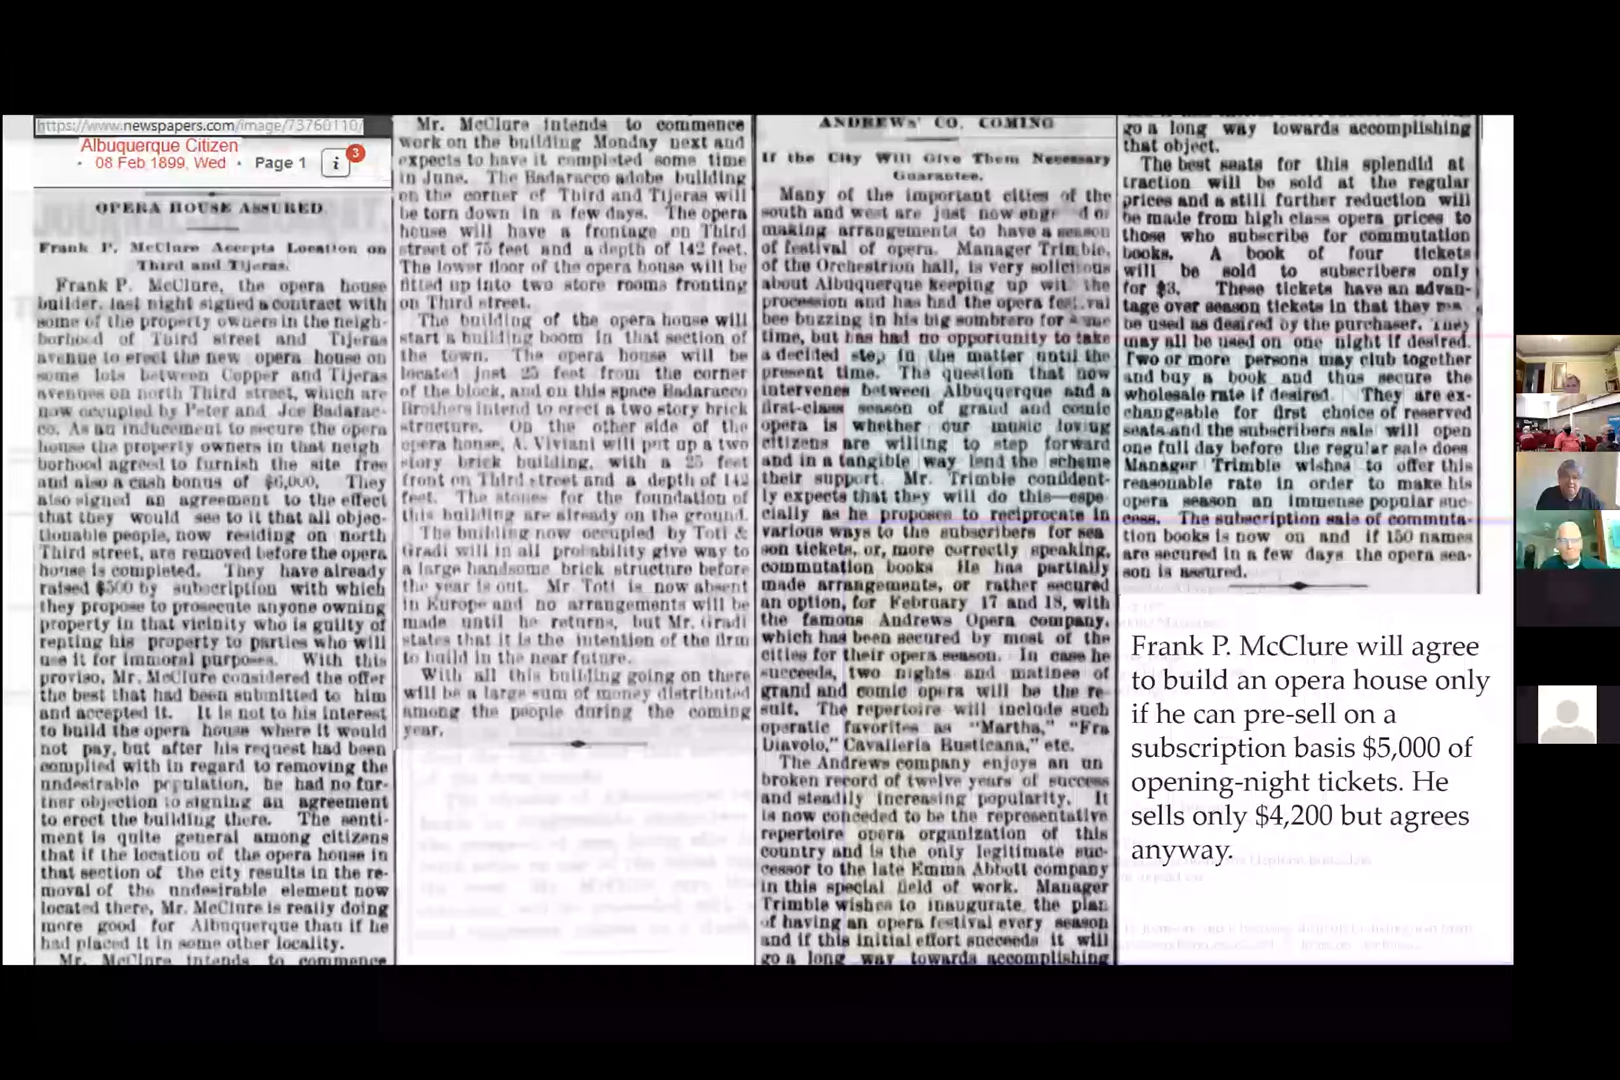 https://www.newspapers.com/image/73760110/
Albuquerque Citizen
08 Feb 1899, Wed • Page 1
3
OPERA HOUSE ASSURED.
Frank P. McClure Accepts Location on
Third and Tijeras.
Frank P. McClure, the opera house
builder, last night signed a contract with
some of the property owners in the neigh-
borhood of Third street and Tijeras
avenue to erect the new opera house on
some lots between Copper and Tijeras
avenues on north Third street, which are
now occupied by Peter and Joe Badarac-
co. As an inducement to secure the opera
house the property owners in that neigh
borhood agreed to furnish the site free
and also a cash bonus of $6,000. They
also signed an agreement to the effect
that they would see to it that all objec-
tionable people, now residing on north
Third street, are removed before the opera
house is completed. They have already
raised $500 by subscription with which
they propose to prosecute anyone owning
property in that vicinity who is guilty of
renting his property to parties who will
use it for immoral purposes. With this
proviso, Mr. McClure considered the offer
the best that had been submitted to him
and accepted it. It is not to his interest
to build the opera house where it would
not pay, but after his request had been
complied with in regard to removing the
undesirable population, he had no fur-
ther objection to signing an agreement
to erect the building there. The senti-
ment is quite general among citizens
that if the location of the opera house in
that section of the city results in the re-
moval of the undesirable element now
located there, Mr. McClure is really doing
more good for Albuquerque than if he
had placed it in some other locality.
Mr. McClure intends to commence
Mr. McClure intends to commence
work on the building Monday next and
expects to have it completed some time
in June. The Badaracco adobe building
on the corner of Third and Tijeras will
be torn down in a few days. The opera
house will have a frontage on Third
street of 75 feet and a depth of 142 feet.
The lower floor of the opera house will be
fitted up into two store rooms fronting
on Third street.
The building of the opera house will
start a building boom in that section of
the town. The opera house will be
located just 25 feet from the corner
of the block, and on this space Badaracco
Brothers intend to erect a two story brick
structure. On the other side of the
opera house, A. Viviani will put up a two
story brick building, with a 25 feet
front on Third street and a depth of 142
feet. The stones for the foundation of
this building are already on the ground.
The building now occupied by Toti &
Gradi will in all probability give way to
a large handsome brick structure before
the year is out. Mr. Toti is now absent
in Europe and no arrangements will be
made until he returns, but Mr. Gradi
states that it is the intention of the firm
to build in the near future.
With all this building going on there
will be a large sum of money distributed
among the people during the coming
year.
ANDREWS' CO. COMING
If the City Will Give Them Necessary
Guarantee.
Many of the important cities of the
south and west are just now
making arrangements to have a season
of festival of opera. Manager Trimble,
of the Orchestrion hall, is very solicitous
about Albuquerque keeping up with the
procession and has had the opera festival
bee buzzing in his big sombrero for
time, but has had no opportunity to take
a decided step in the matter until the
present time. The question that now
intervenes between Albuquerque and a
first-class season of grand and comic
opera is whether our music loving
citizens are willing to step forward
and in a tangible way lend the scheme
their support. Mr. Trimble confident-
ly expects that they will do this—espe
cially as he proposes to reciprocate in
various ways to the subscribers for sea
son tickets, or, more correctly speaking,
commutation books He has partially
made arrangements, or rather secured
an option, for February 17 and 18, with
the famous Andrews Opera company,
which has been secured by most of the
cities for their opera season. In case he
succeeds, two nights and matinee of
grand and comic opera will be the re
sult. The repertoire will include such
operatic favorites as "Martha," "Fra
Diavolo," Cavalleria Rusticana," etc.
The Andrews company enjoys an un
broken record of twelve years of success
and steadily increasing popularity. It
is now conceded to be the representative
repertoire opera organization of this
country and is the only legitimate suc-
cessor to the late Emma Abbott company
in this special field of work. Manager
Trimble wishes to inaugurate, the plan
of having an opera festival every season
and if this initial effort succeeds it will
go a long way towards accomplishing
go a long way towards accomplishing
that object.
The best seats for this splendid at
traction will be sold at the regular
prices and a still further reduction will
be made from high class opera prices to
those who subscribe for commutation
books. A book of four tickets
will be sold to subscribers only
for $3. These tickets have an advan-
tage over season tickets in that they may
be used as desired by the purchaser. They
may all be used on one night if desired.
Two or more persons may club together
and buy a book and thus secure the
wholesale rate if desired. They are ex-
changeable for first choice of reserved
seats and the subscribers sale will open
one full day before the regular sale does
Manager Trimble wishes to offer this
reasonable rate in order to make his
opera season an immense popular suc-
cess. The subscription sale of commuta-
tion books is now on and if 150 names
are secured in a few days the opera sea-
son is assured.
Frank P. McClure will agree
to build an opera house only
if he can pre-sell on a
subscription basis $5,000 of
opening-night tickets. He
sells only $4,200 but agrees
anyway.